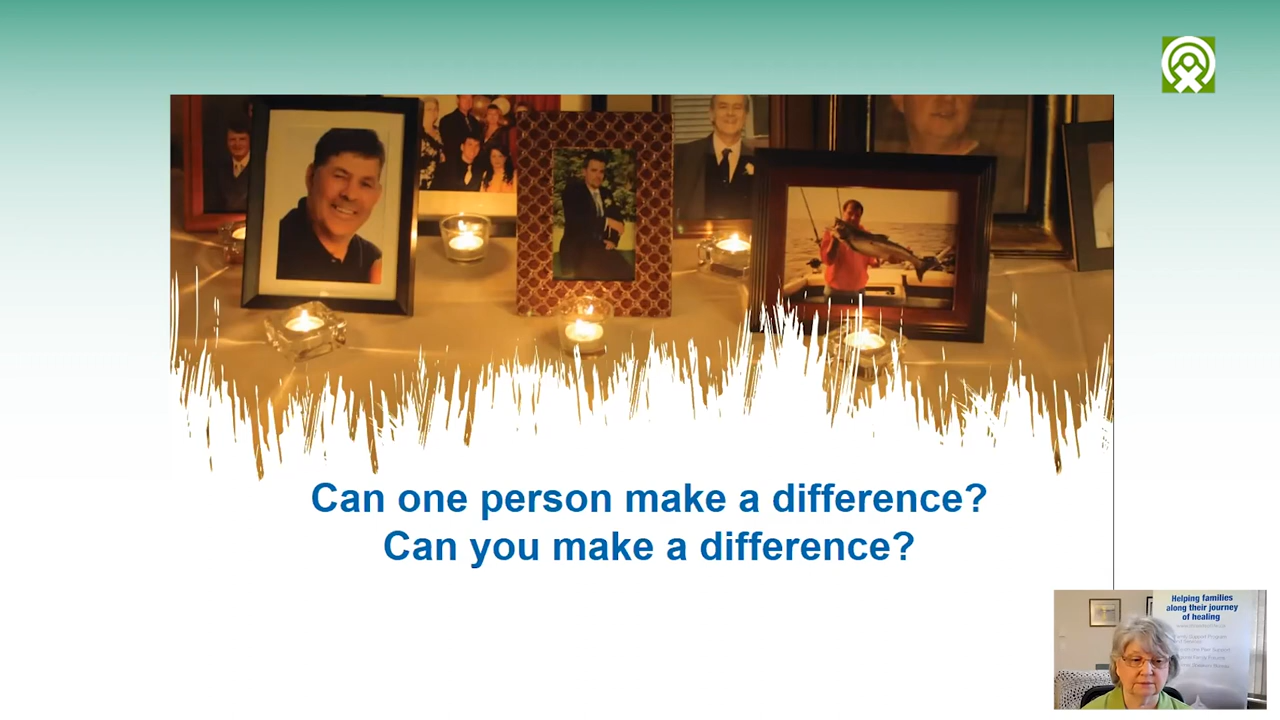 Can one person make a difference?
Can you make a difference?
Helping families
along their journey
of healing